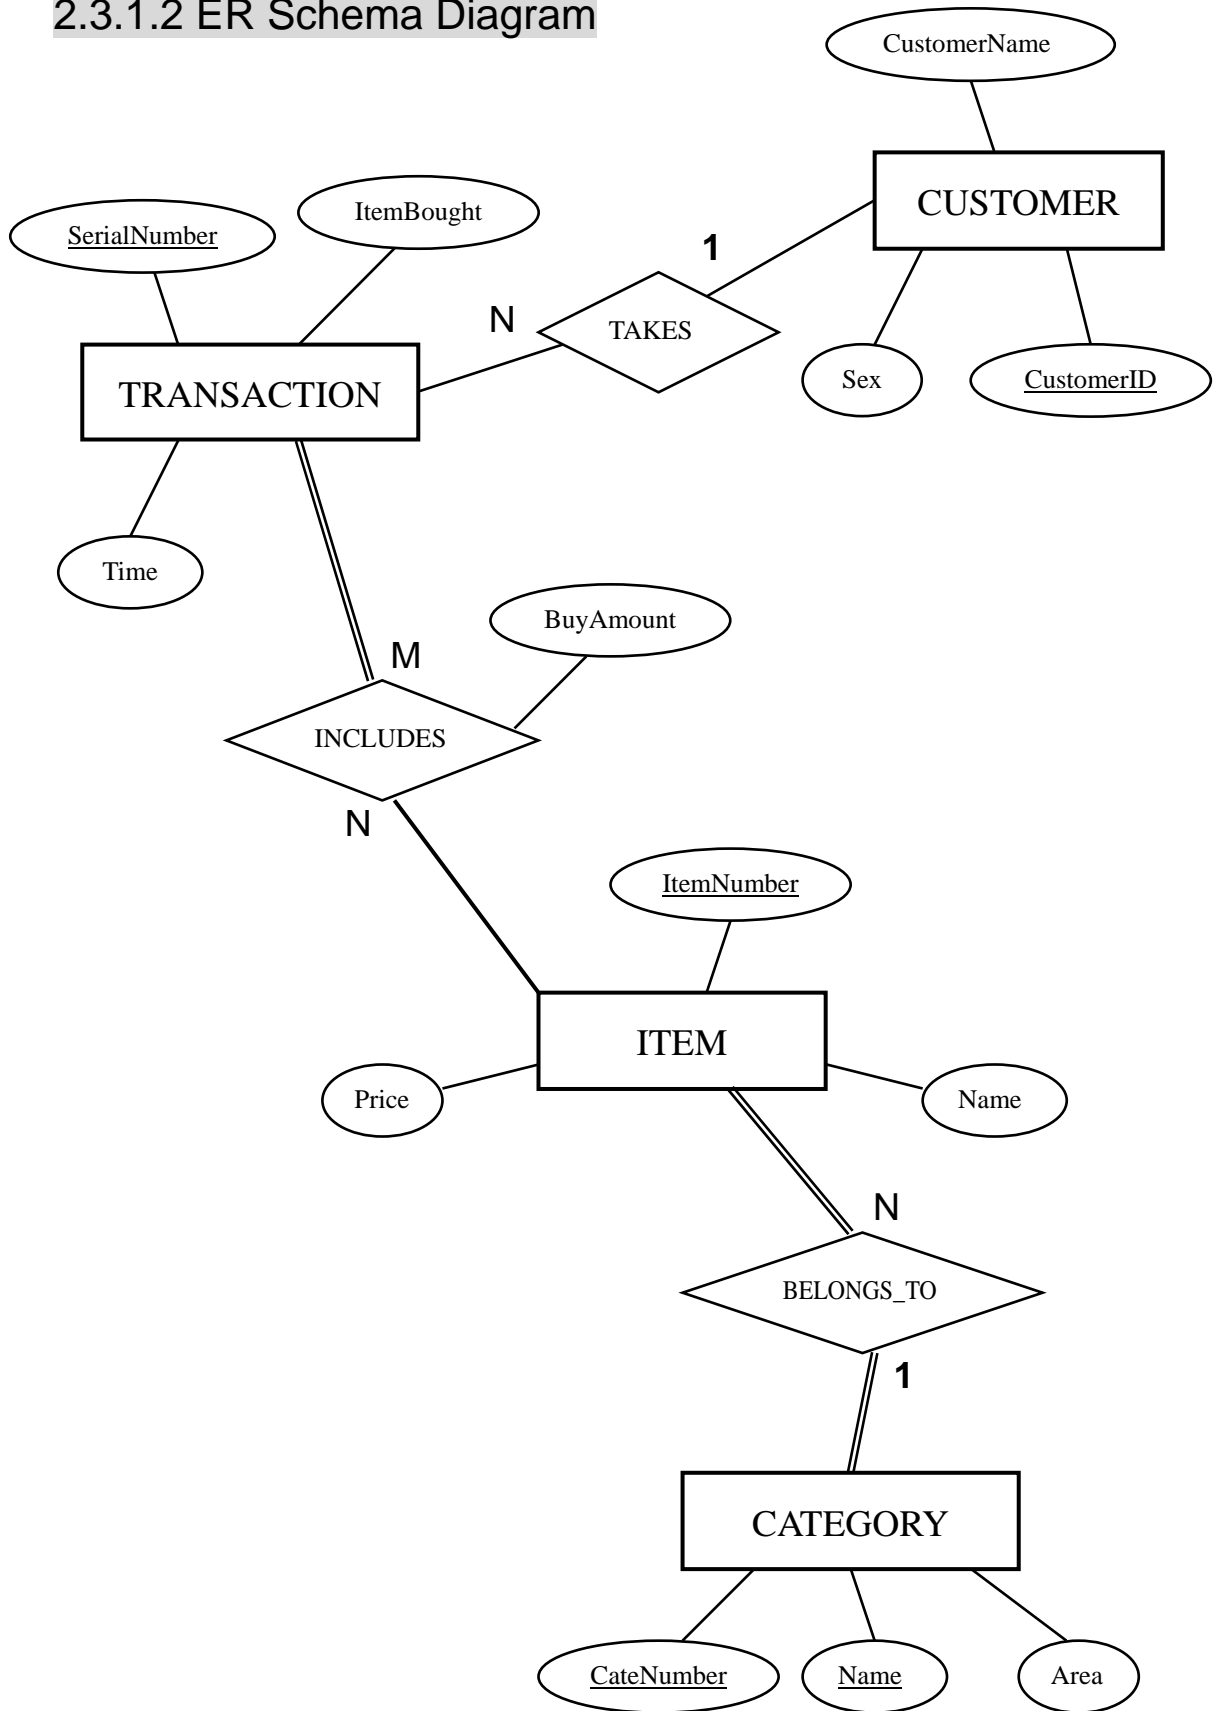 2.3.1.2 ER Schema Diagram
CustomerName
CUSTOMER
ItemBought
SerialNumber
1
N
TAKES
TRANSACTION
Sex
CustomerID
Time
BuyAmount
M
INCLUDES
N
ItemNumber
ITEM
Price
Name
N
BELONGS_TO
1
CATEGORY
CateNumber
Name
Area